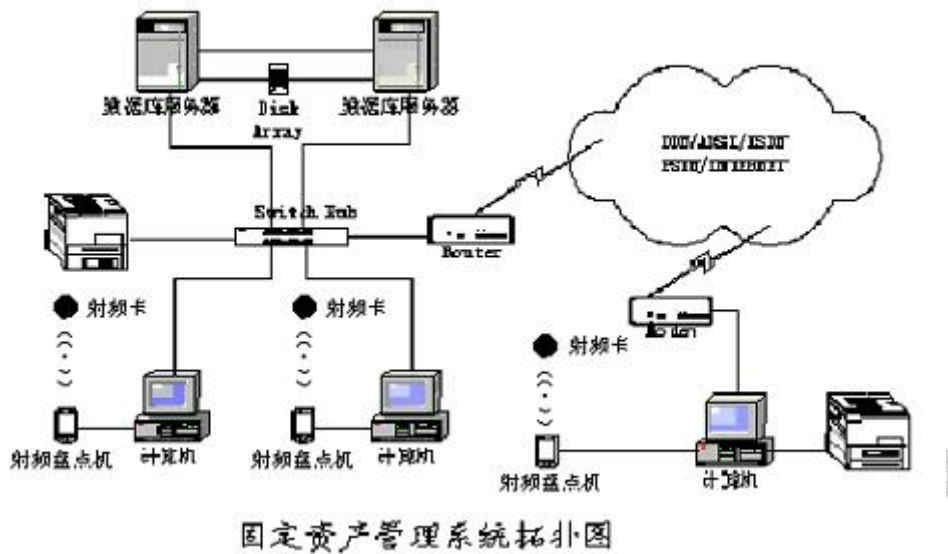 数据库服务器
Disk
Array
数据库服务器
DDN/ADSL/ISDN
PSTN/INTERNET
Switch Hub
Router
射频卡
射频卡
Modem
射频卡
射频盘点机
计算机
射频盘点机
计算机
射频盘点机
计算机
固定资产管理系统拓扑图